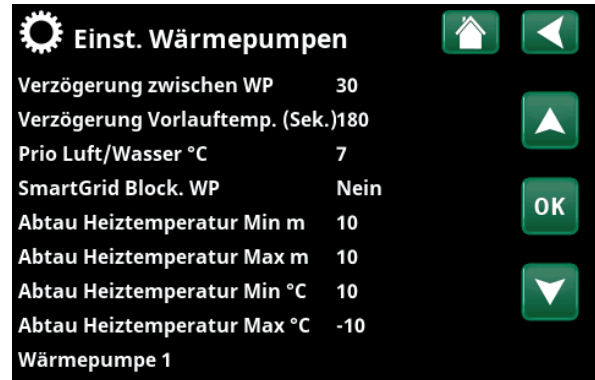 Einst. Wärmepumpen
Verzögerung zwischen WP 30
Verzögerung Vorlauftemp. (Sek.)180
Prio Luft/Wasser °C 7
SmartGrid Block. WP Nein
Abtau Heiztemperatur Min m 10
Abtau Heiztemperatur Max m 10
Abtau Heiztemperatur Min °C 10
Abtau Heiztemperatur Max °C -10
Wärmepumpe 1
OK